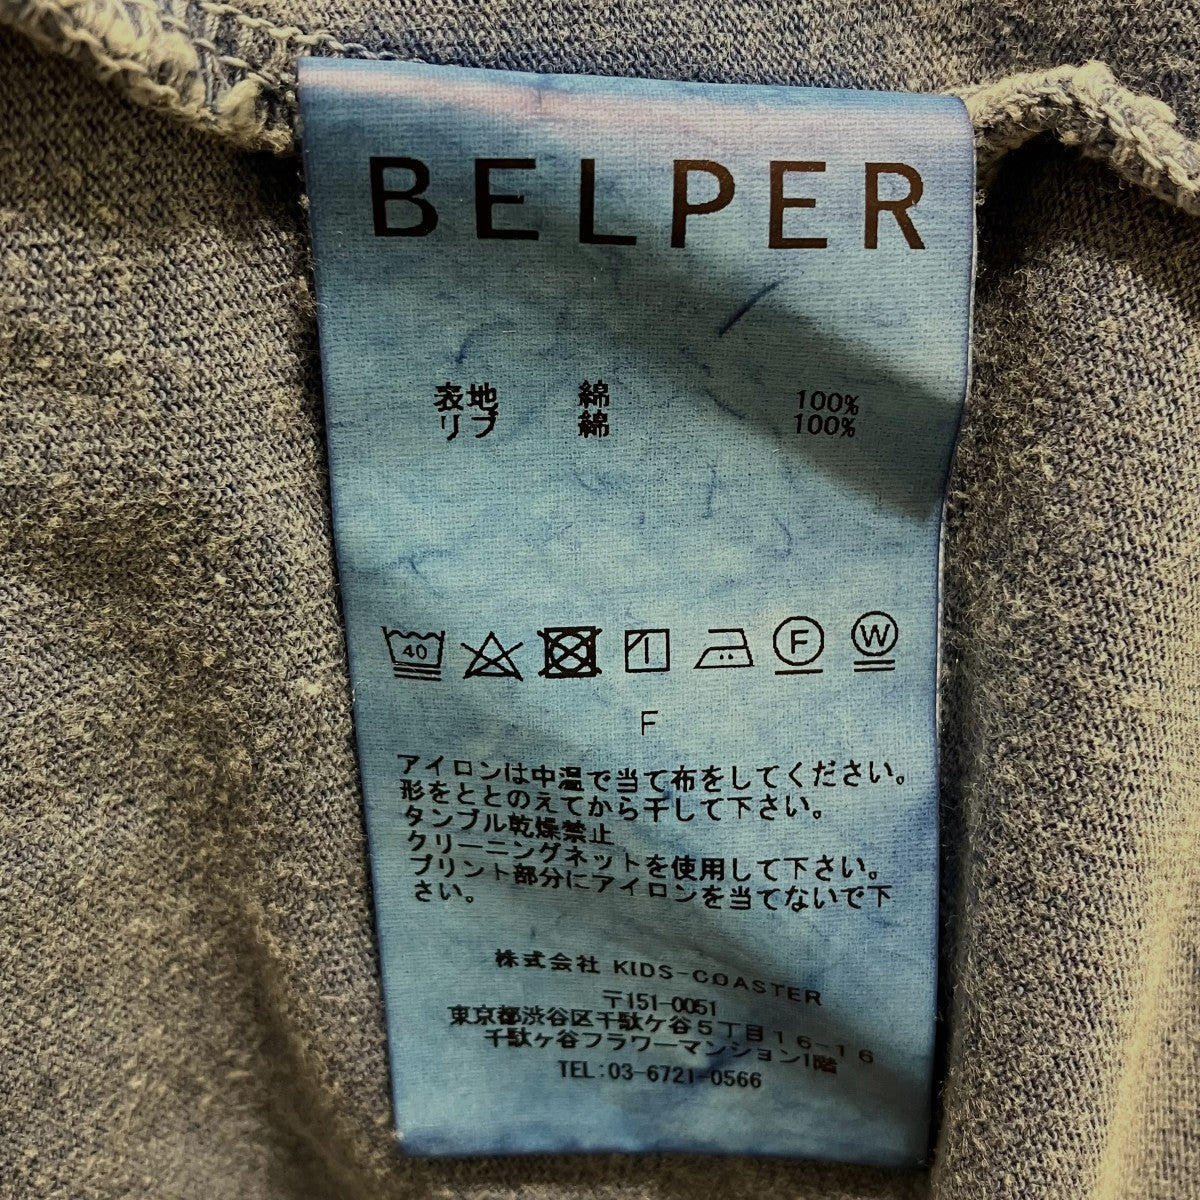 BELPER
表地 綿 100%
リブ 綿 100%
40 F W
F
アイロンは中温で当て布をしてください。
形をととのえてから干して下さい。
タンブル乾燥禁止
クリーニングネットを使用して下さい。
プリント部分にアイロンを当てないで下
さい。
株式会社 KIDS-COASTER
〒151-0051
東京都渋谷区千駄ケ谷5丁目16-16
千駄ヶ谷フラワーマンション1階
TEL:03-6721-0566